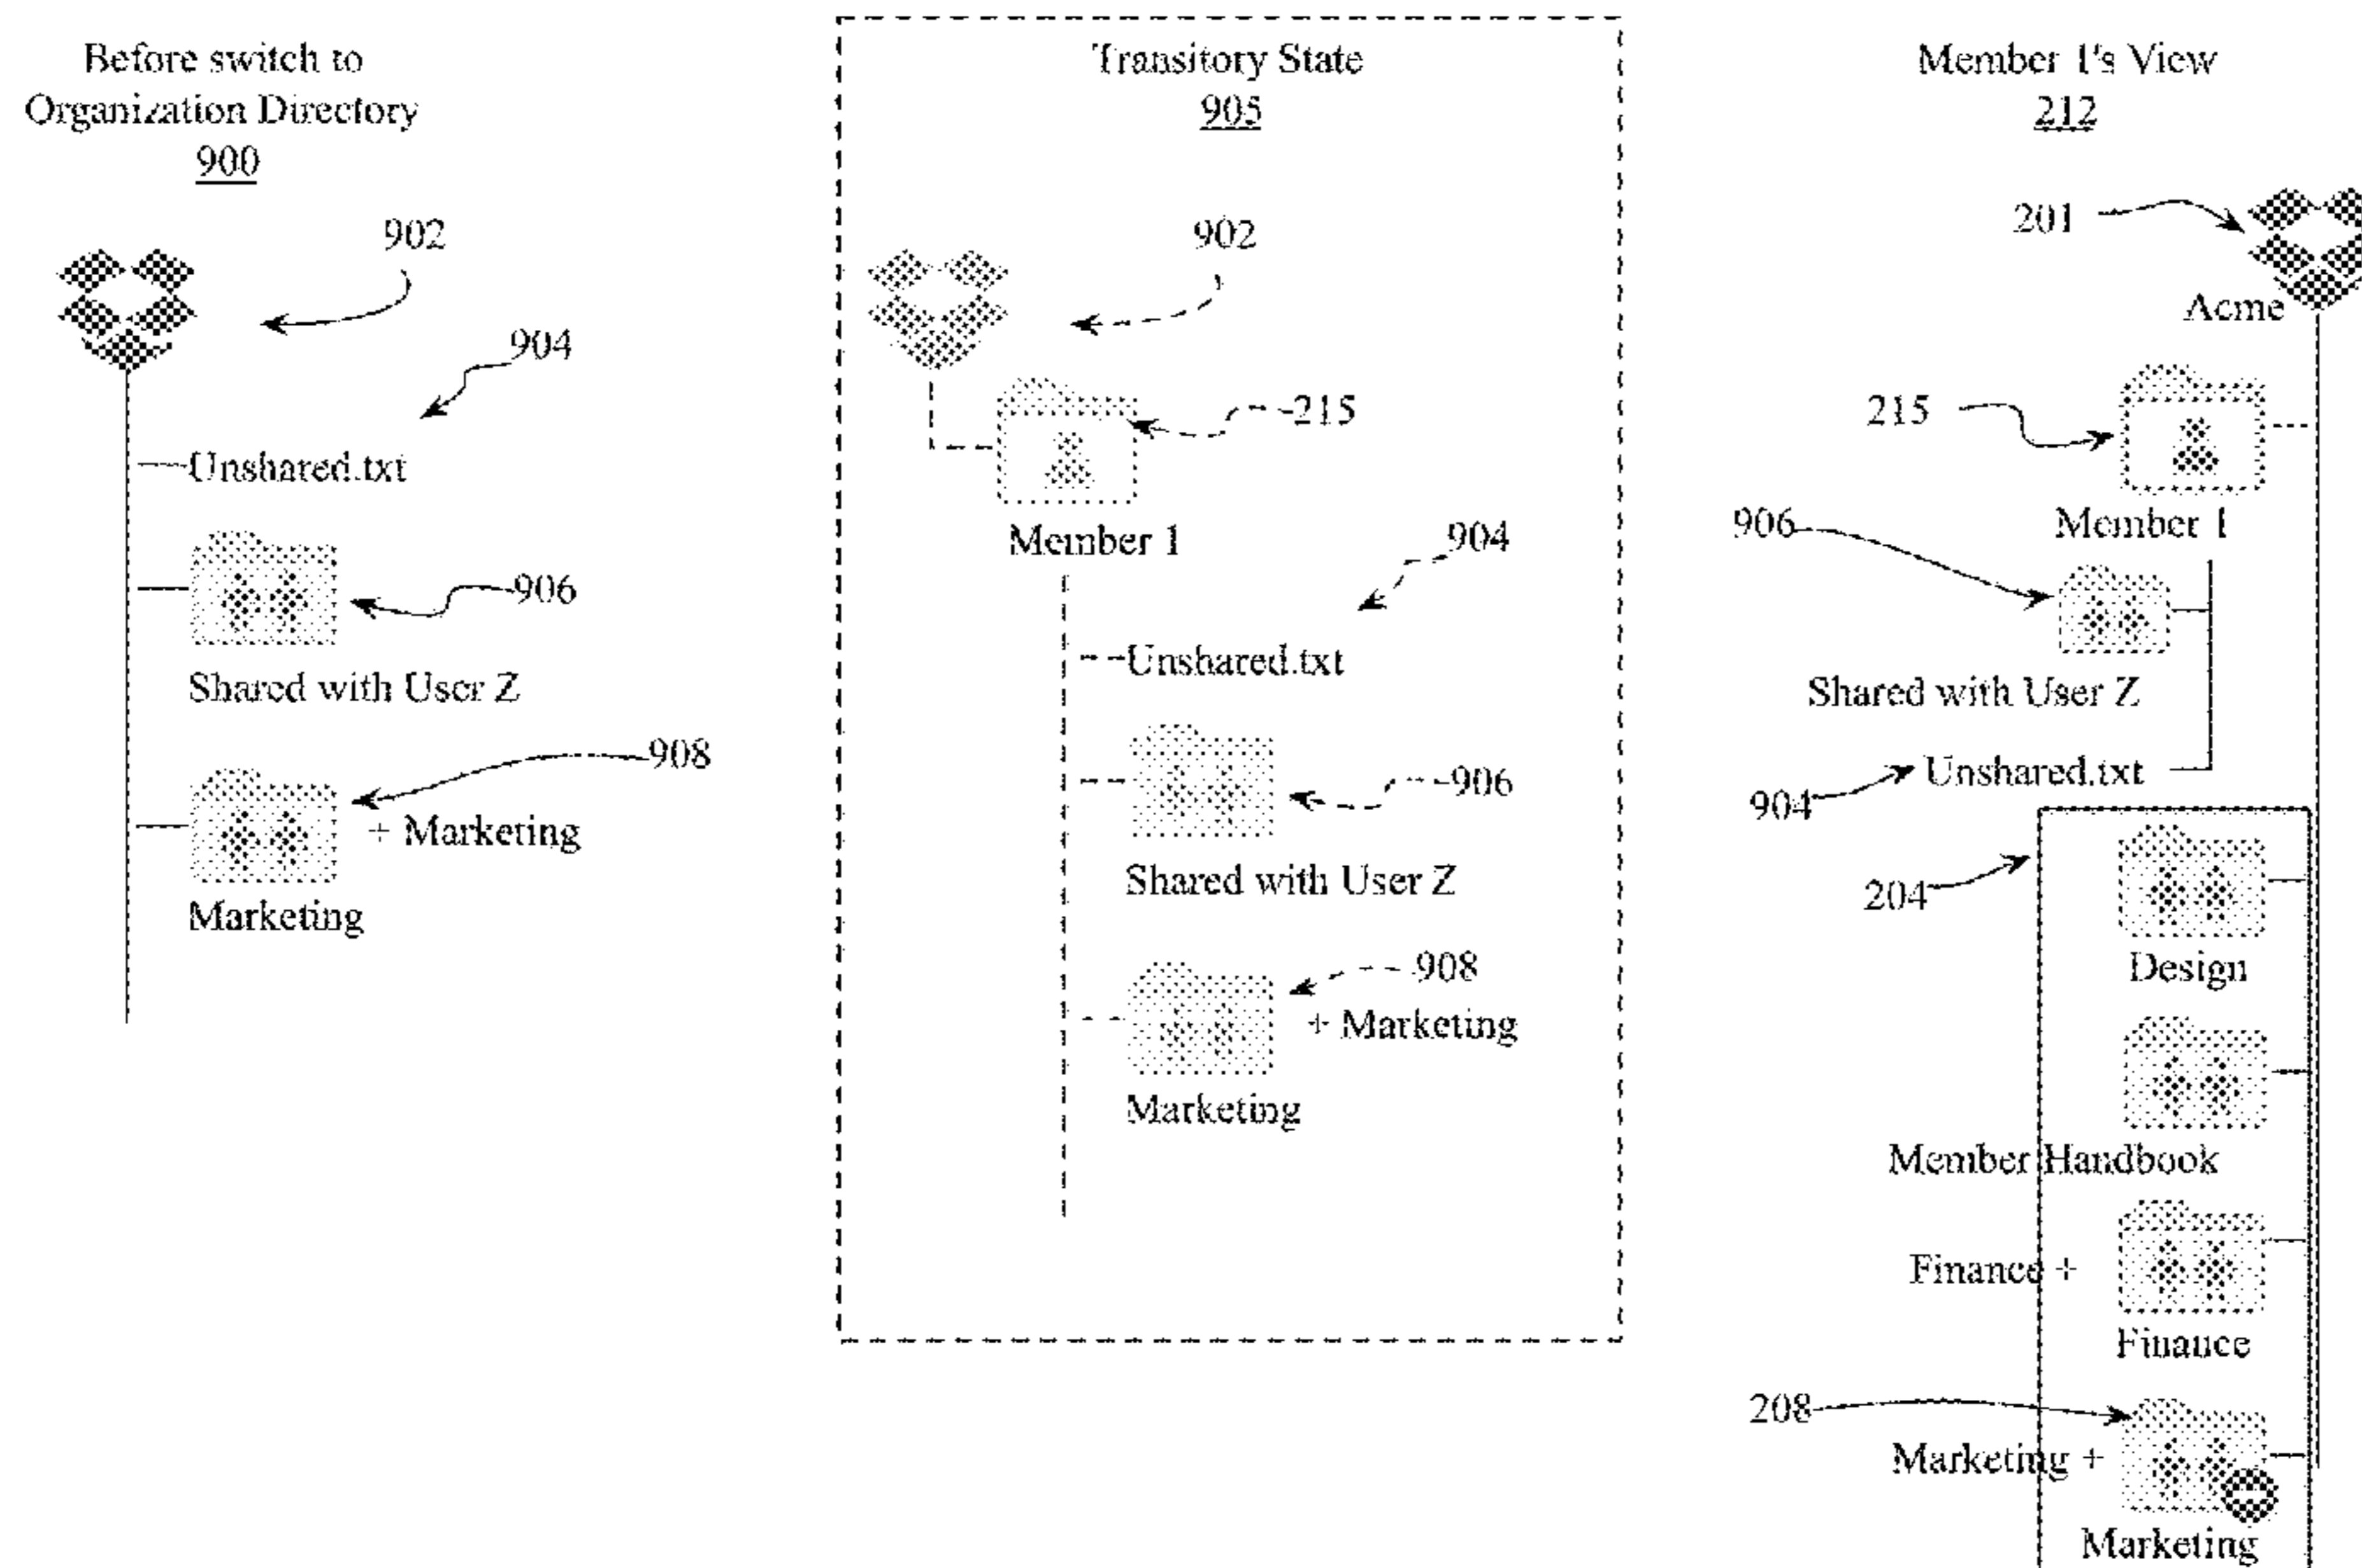 Before switch to
Organization Directory
900
902
904
Unshared.txt
906
Shared with User Z
908
+ Marketing
Marketing
Transitory State
905
902
215
Member 1
904
Unshared.txt
906
Shared with User Z
908
+ Marketing
Marketing
Member 1's View
212
201
Acme
215
Member 1
906
Shared with User Z
Unshared.txt
904
204
Design
Member Handbook
Finance +
Finance
208
Marketing +
Marketing